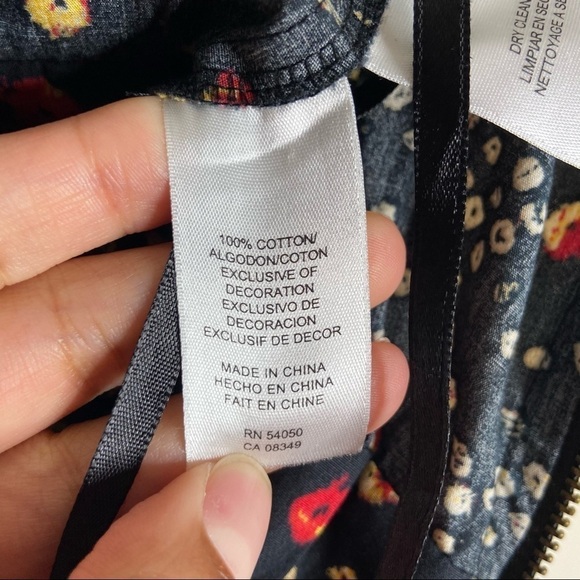 100% COTTON/
ALGODON/COTON
EXCLUSIVE OF
DECORATION
EXCLUSIVO DE
DECORACION
EXCLUSIF DE DECOR
MADE IN CHINA
HECHO EN CHINA
FAIT EN CHINE
RN 54050
CA 08349
DRY CLEAN
LIMPIAR EN SEC
NETTOYAGE A SE